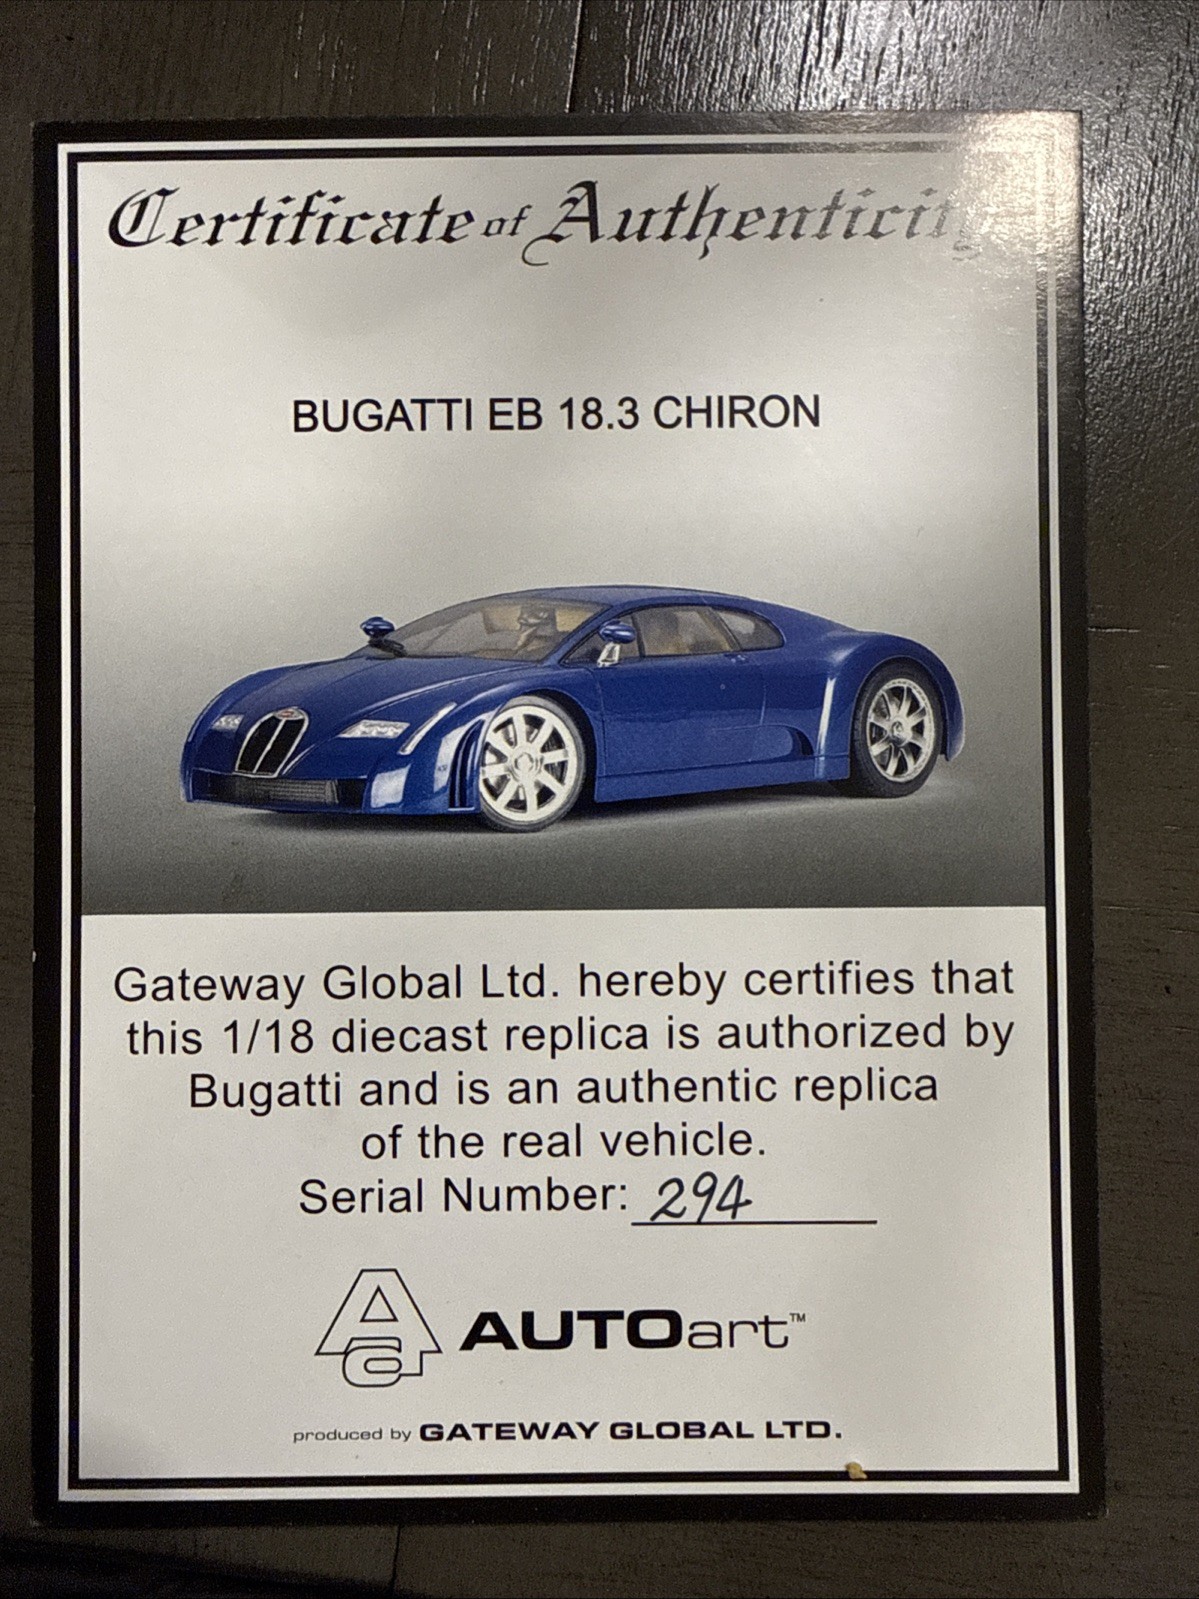 Certificate of Authenticity
BUGATTI EB 18.3 CHIRON
Gateway Global Ltd. hereby certifies that
this 1/18 diecast replica is authorized by
Bugatti and is an authentic replica
of the real vehicle.
Serial Number: 294
AUTOart™
produced by GATEWAY GLOBAL LTD.